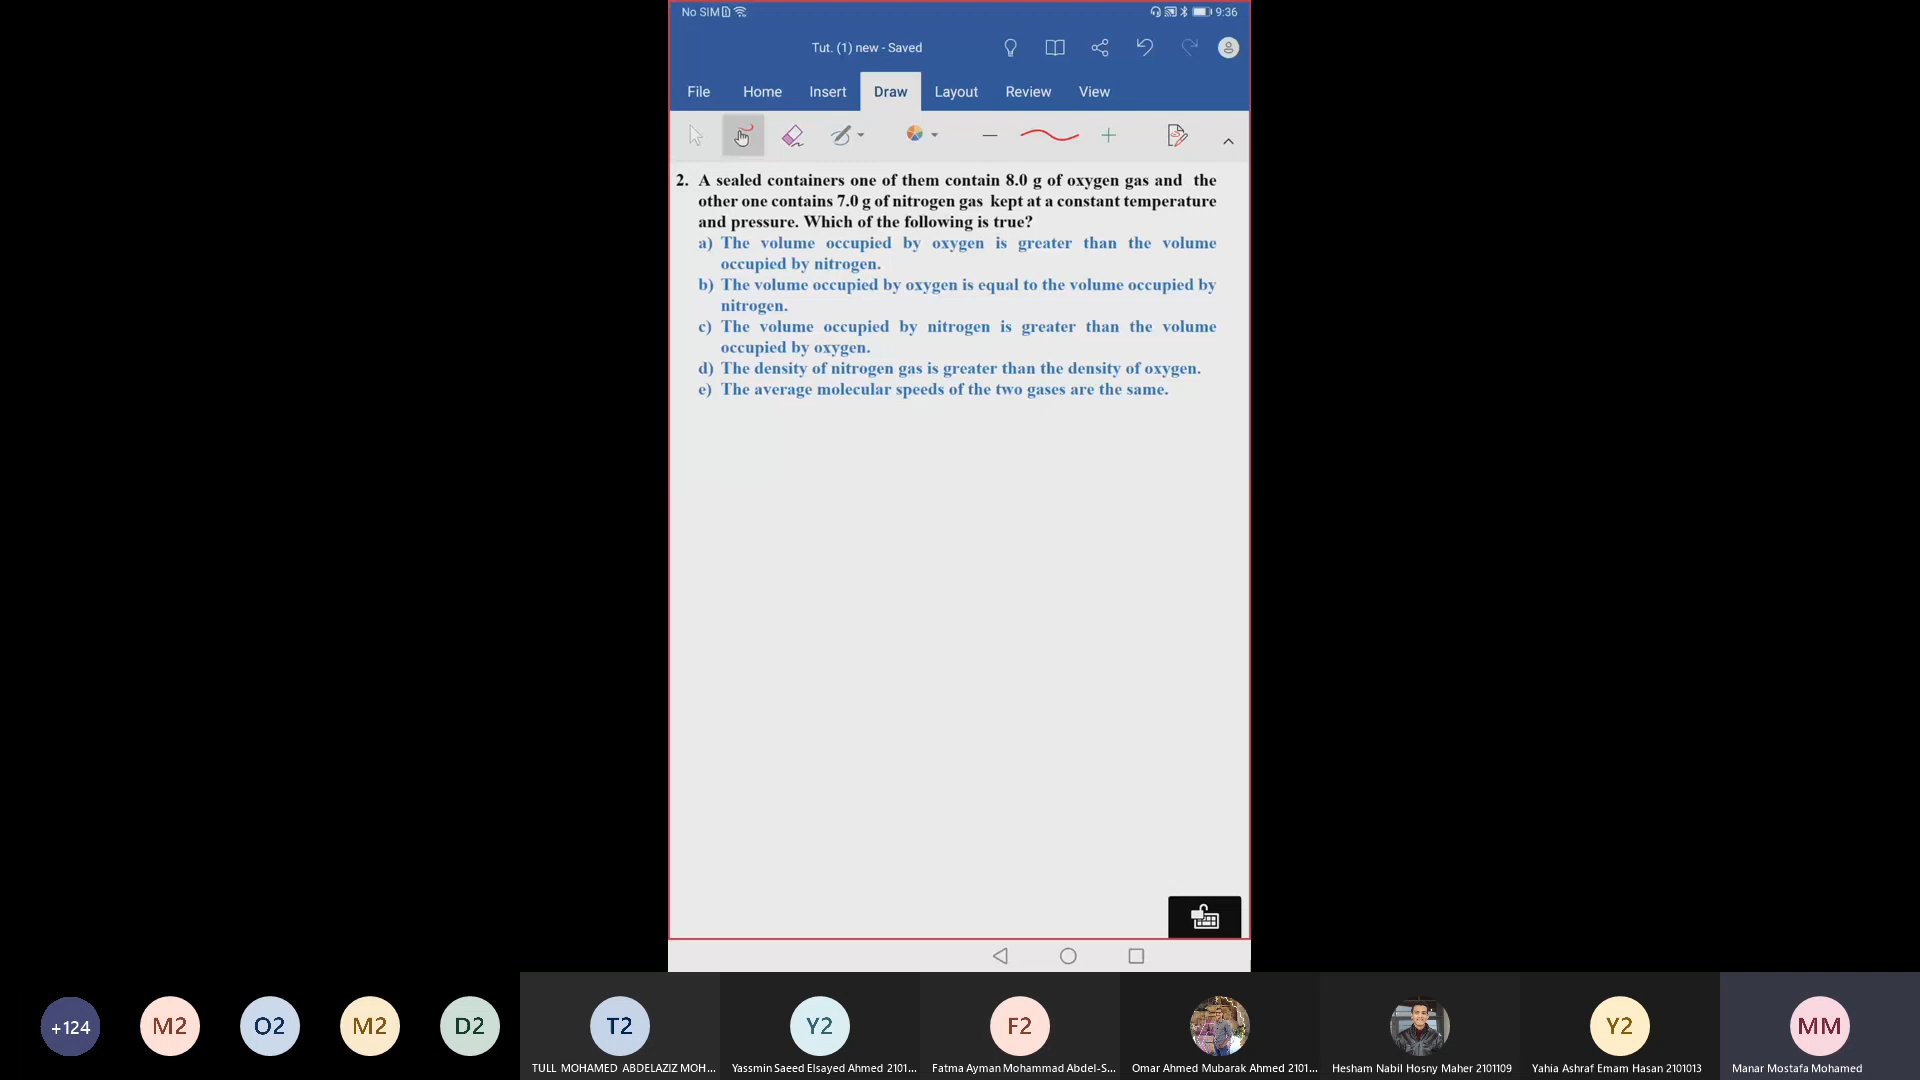 No SIM
9:36
Tut. (1) new - Saved
File Home Insert Draw Layout Review View
2. A sealed containers one of them contain 8.0 g of oxygen gas and the
other one contains 7.0 g of nitrogen gas kept at a constant temperature
and pressure. Which of the following is true?
a) The volume occupied by oxygen is greater than the volume
occupied by nitrogen.
b) The volume occupied by oxygen is equal to the volume occupied by
nitrogen.
c) The volume occupied by nitrogen is greater than the volume
occupied by oxygen.
d) The density of nitrogen gas is greater than the density of oxygen.
e) The average molecular speeds of the two gases are the same.
+124 M2 O2 M2 D2 T2 Y2 F2 Y2 MM
TULL MOHAMED ABDELAZIZ MOH... Yassmin Saeed Elsayed Ahmed 2101... Fatma Ayman Mohammad Abdel-S... Omar Ahmed Mubarak Ahmed 2101... Hesham Nabil Hosny Maher 2101109 Yahia Ashraf Emam Hasan 2101013 Manar Mostafa Mohamed